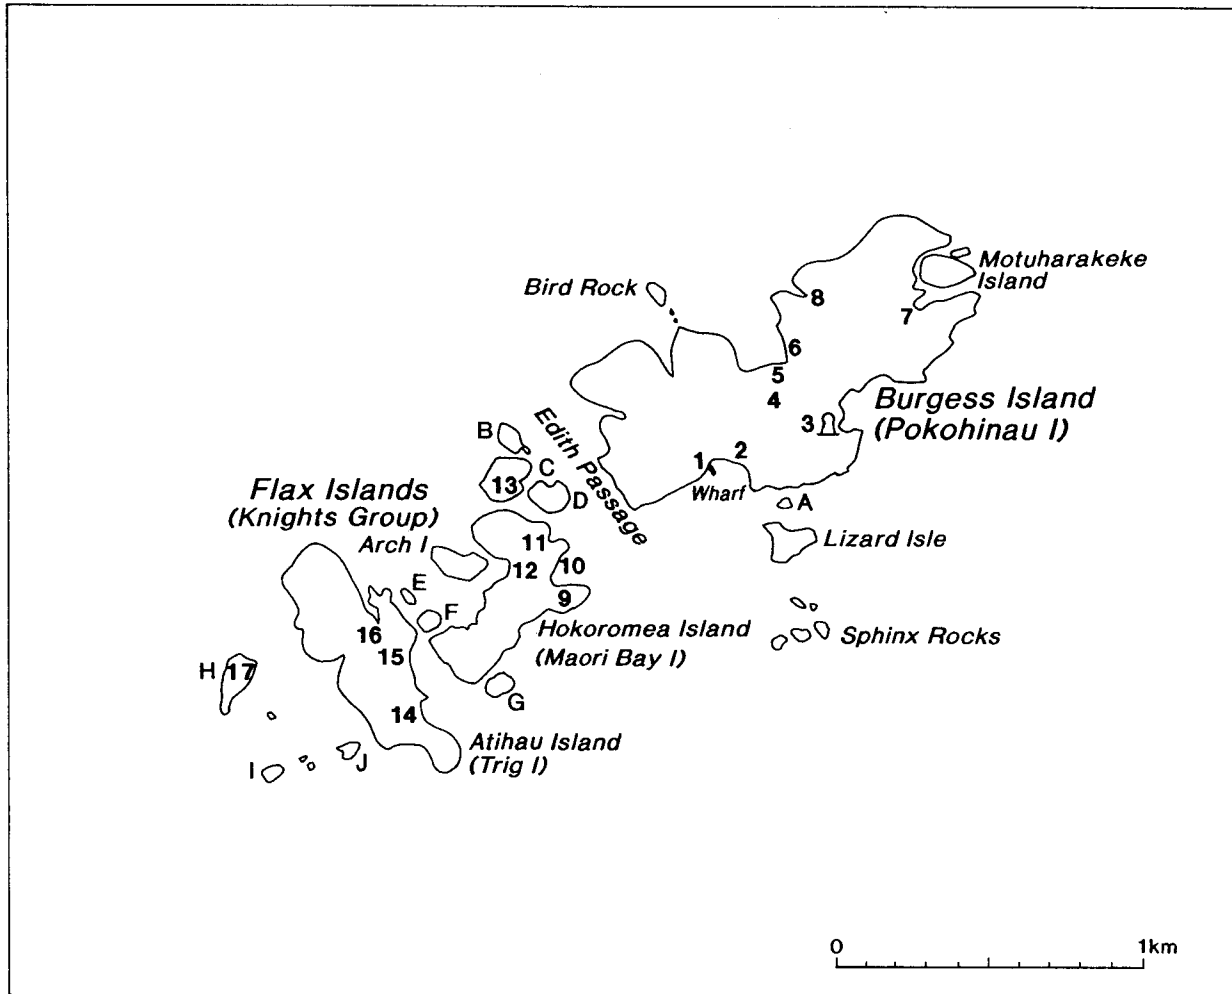 Motuharakeke
Island
Bird Rock
8
7
6
5
4
Burgess Island
(Pokohinau I)
3
Edith Passage
B
1
2
Wharf
C
13
D
A
Flax Islands
(Knights Group)
Arch I
11
12
10
9
Lizard Isle
E
F
Hokoromea Island
(Maori Bay I)
Sphinx Rocks
16
15
H
17
G
14
Atihau Island
(Trig I)
I
J
0
1km